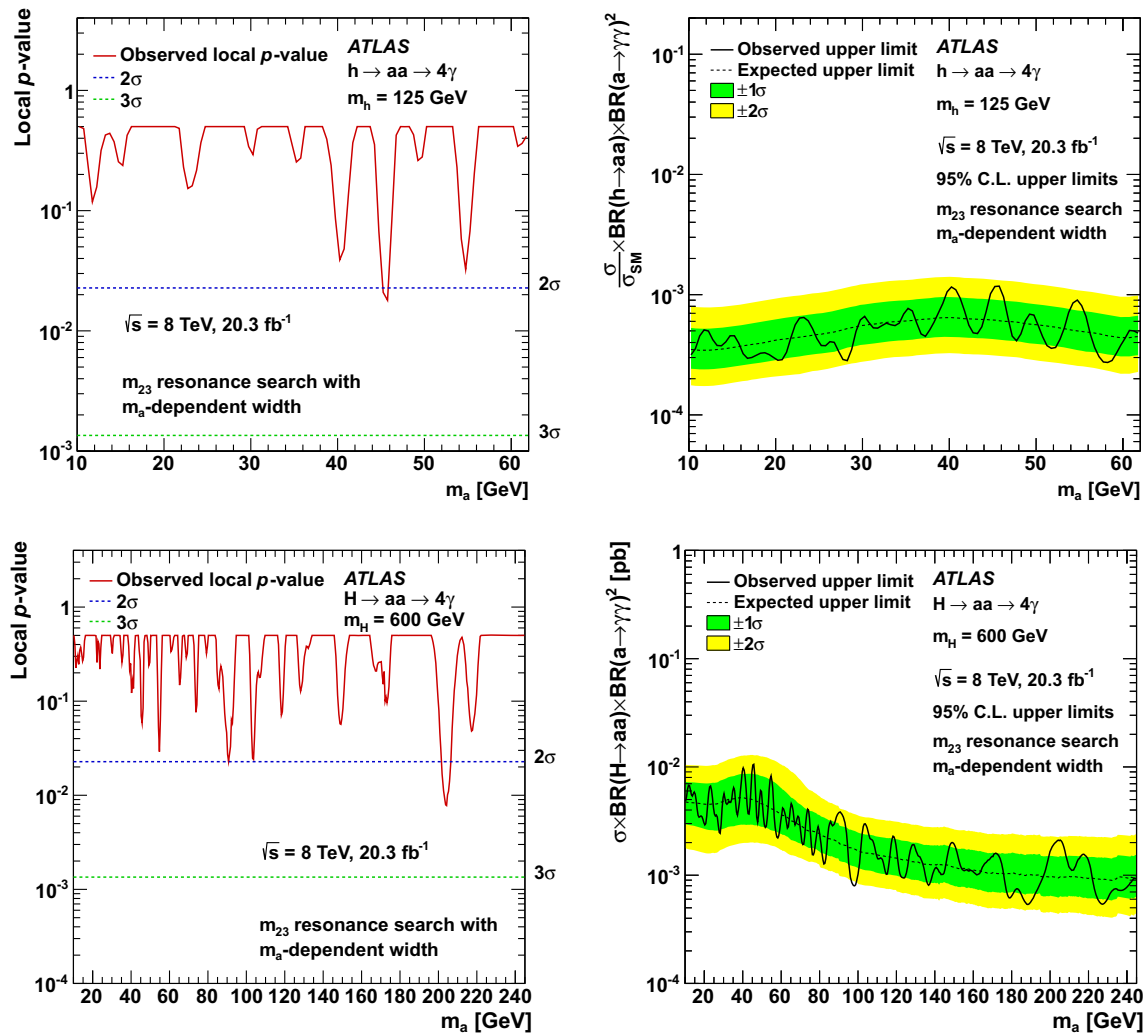 Local p-value
Observed local p-value
2σ
3σ
ATLAS
h → aa → 4γ
m_h = 125 GeV
1
10⁻¹
10⁻²
10⁻³
2σ
3σ
√s = 8 TeV, 20.3 fb⁻¹
m₂₃ resonance search with
m_a-dependent width
10 20 30 40 50 60
m_a [GeV]
σ/σ_SM ×BR(h→aa)×BR(a→γγ)²
Observed upper limit
Expected upper limit
±1σ
±2σ
ATLAS
h → aa → 4γ
m_h = 125 GeV
√s = 8 TeV, 20.3 fb⁻¹
95% C.L. upper limits
m₂₃ resonance search
m_a-dependent width
10⁻¹
10⁻²
10⁻³
10⁻⁴
10 20 30 40 50 60
m_a [GeV]
Local p-value
Observed local p-value
2σ
3σ
ATLAS
H → aa → 4γ
m_H = 600 GeV
1
10⁻¹
10⁻²
10⁻³
10⁻⁴
2σ
3σ
√s = 8 TeV, 20.3 fb⁻¹
m₂₃ resonance search with
m_a-dependent width
20 40 60 80 100 120 140 160 180 200 220 240
m_a [GeV]
σ×BR(H→aa)×BR(a→γγ)² [pb]
Observed upper limit
Expected upper limit
±1σ
±2σ
ATLAS
H → aa → 4γ
m_H = 600 GeV
√s = 8 TeV, 20.3 fb⁻¹
95% C.L. upper limits
m₂₃ resonance search
m_a-dependent width
1
10⁻¹
10⁻²
10⁻³
10⁻⁴
20 40 60 80 100 120 140 160 180 200 220 240
m_a [GeV]